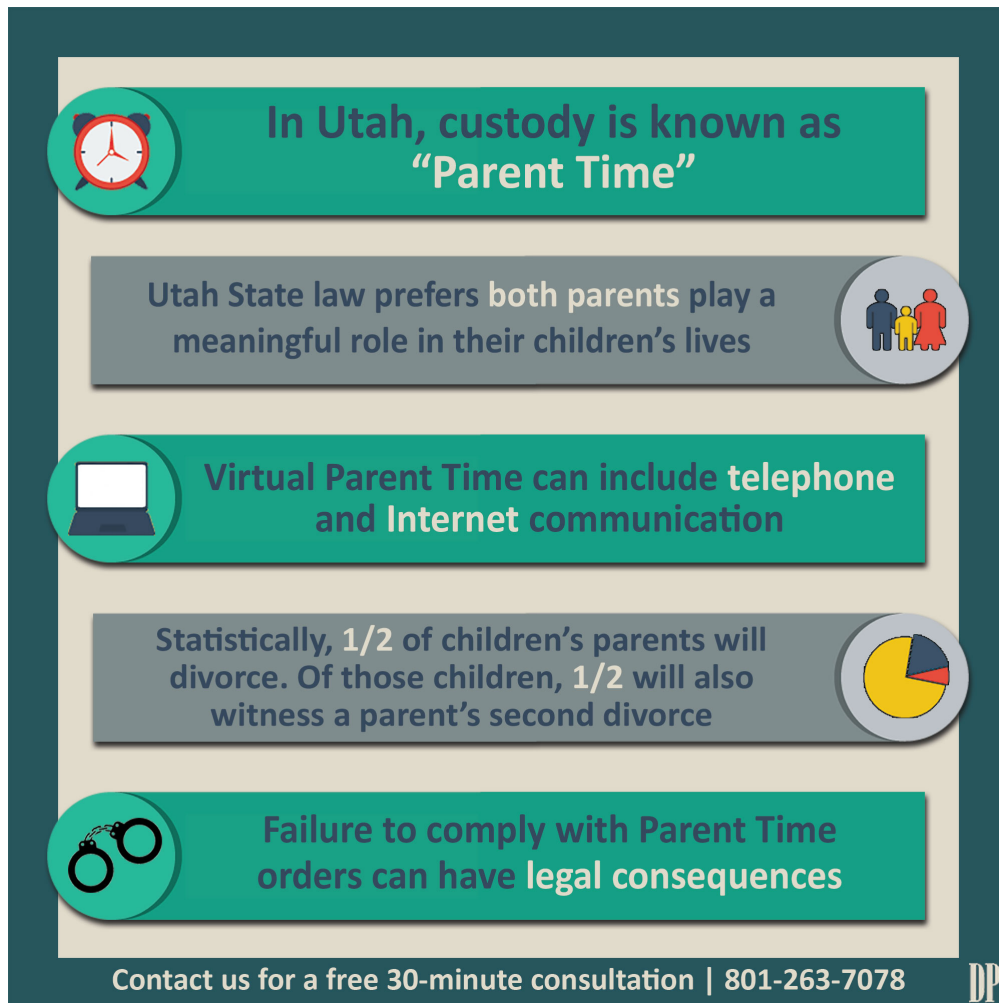 In Utah, custody is known as
“Parent Time”
Utah State law prefers both parents play a
meaningful role in their children’s lives
Virtual Parent Time can include telephone
and Internet communication
Statistically, 1/2 of children’s parents will
divorce. Of those children, 1/2 will also
witness a parent’s second divorce
Failure to comply with Parent Time
orders can have legal consequences
Contact us for a free 30-minute consultation | 801-263-7078
DP